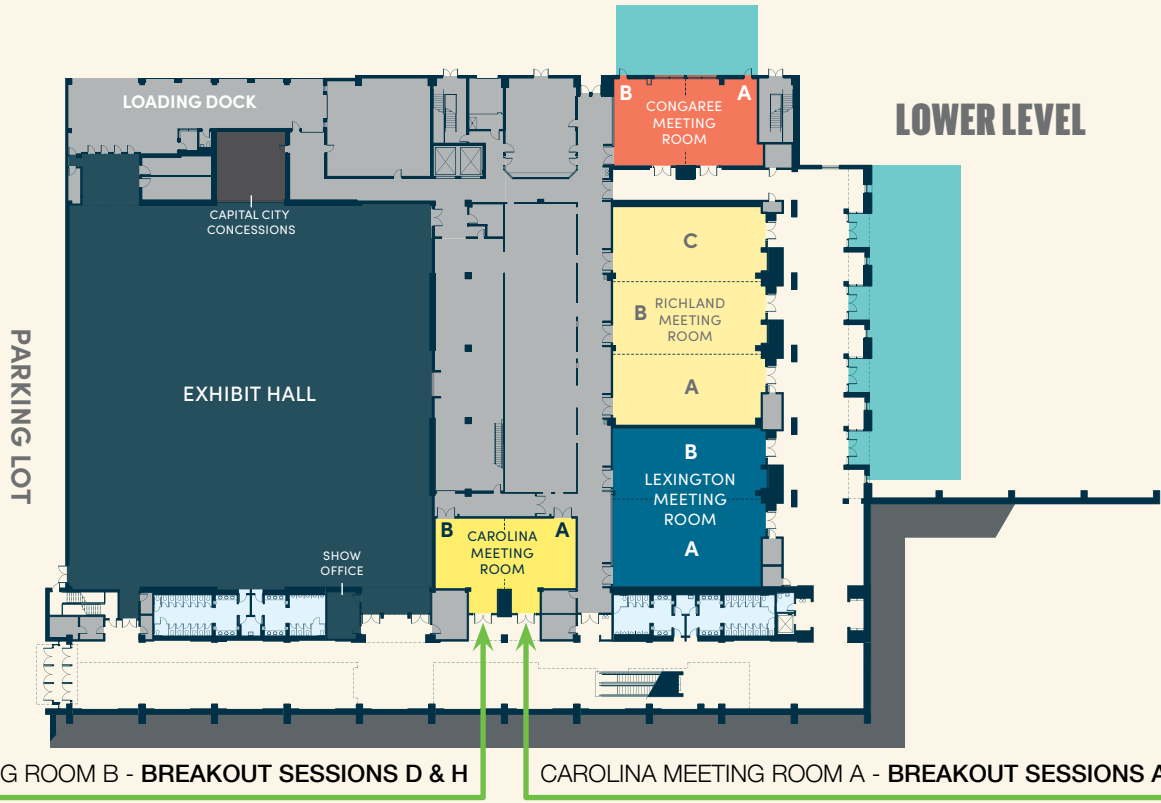 LOADING DOCK
B
A
CONGAREE
MEETING
ROOM
LOWER LEVEL
CAPITAL CITY
CONCESSIONS
C
B
RICHLAND
MEETING
ROOM
A
PARKING LOT
EXHIBIT HALL
B
LEXINGTON
MEETING
ROOM
A
B
A
CAROLINA
MEETING
ROOM
SHOW
OFFICE
G ROOM B - BREAKOUT SESSIONS D & H
CAROLINA MEETING ROOM A - BREAKOUT SESSIONS A